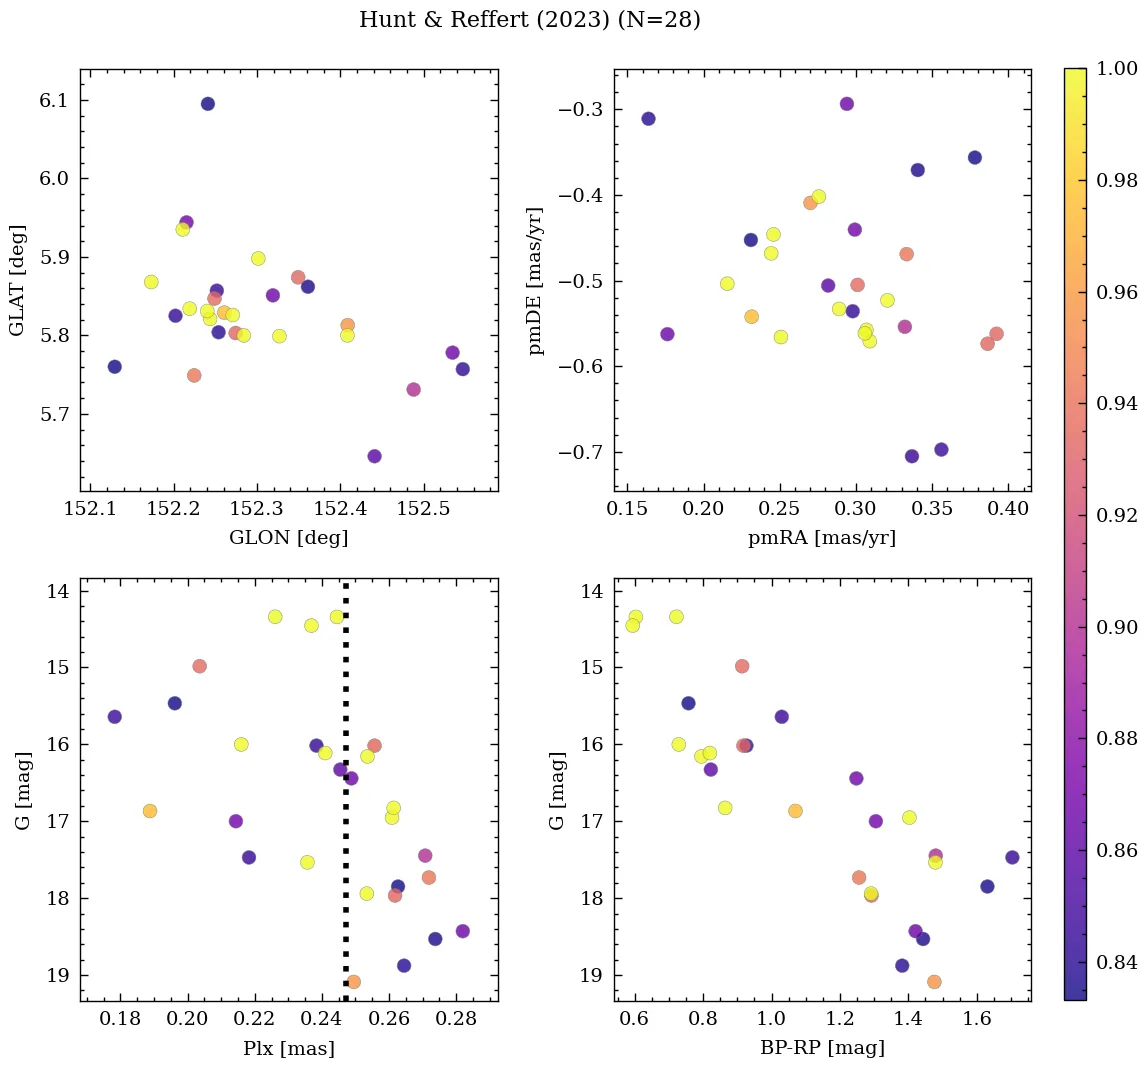 Hunt & Reffert (2023) (N=28)
6.1
6.0
5.9
5.8
5.7
GLAT [deg]
152.1 152.2 152.3 152.4 152.5
GLON [deg]
−0.3
−0.4
−0.5
−0.6
−0.7
pmDE [mas/yr]
0.15 0.20 0.25 0.30 0.35 0.40
pmRA [mas/yr]
14
15
16
17
18
19
G [mag]
0.18 0.20 0.22 0.24 0.26 0.28
Plx [mas]
14
15
16
17
18
19
G [mag]
0.6 0.8 1.0 1.2 1.4 1.6
BP-RP [mag]
1.00
0.98
0.96
0.94
0.92
0.90
0.88
0.86
0.84